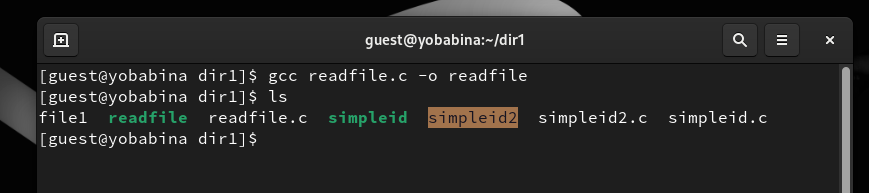 guest@yobabina:~/dir1
[guest@yobabina dir1]$ gcc readfile.c -o readfile
[guest@yobabina dir1]$ ls
file1 readfile readfile.c simpleid simpleid2 simpleid2.c simpleid.c
[guest@yobabina dir1]$